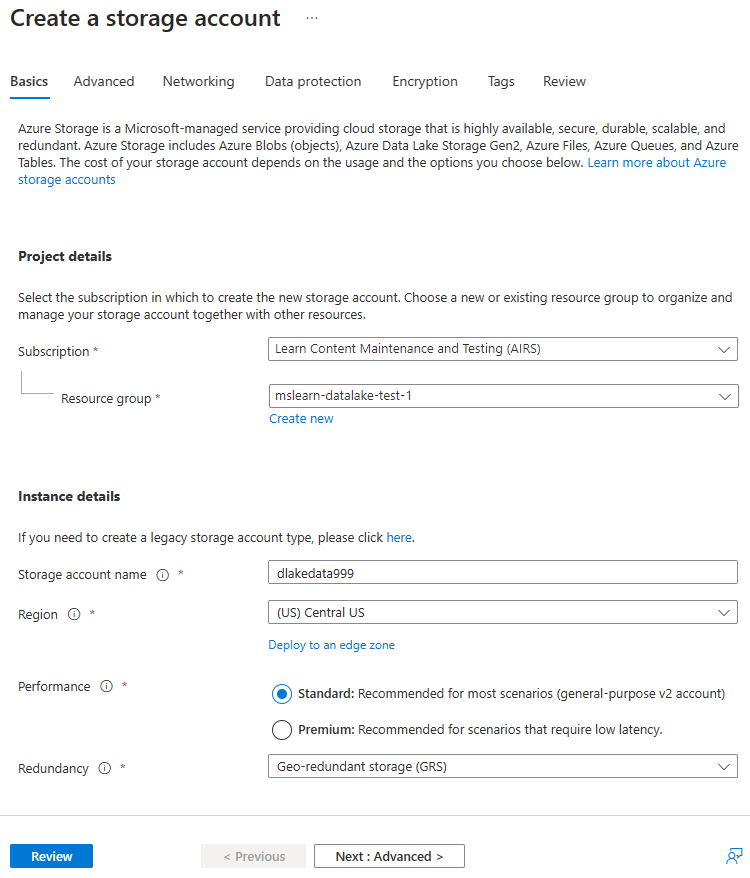 Create a storage account ...
Basics Advanced Networking Data protection Encryption Tags Review
Azure Storage is a Microsoft-managed service providing cloud storage that is highly available, secure, durable, scalable, and
redundant. Azure Storage includes Azure Blobs (objects), Azure Data Lake Storage Gen2, Azure Files, Azure Queues, and Azure
Tables. The cost of your storage account depends on the usage and the options you choose below. Learn more about Azure
storage accounts
Project details
Select the subscription in which to create the new storage account. Choose a new or existing resource group to organize and
manage your storage account together with other resources.
Subscription * Learn Content Maintenance and Testing (AIRS)
Resource group * mslearn-datalake-test-1
Create new
Instance details
If you need to create a legacy storage account type, please click here.
Storage account name * dlakedata999
Region * (US) Central US
Deploy to an edge zone
Performance * Standard: Recommended for most scenarios (general-purpose v2 account)
Premium: Recommended for scenarios that require low latency.
Redundancy * Geo-redundant storage (GRS)
Review < Previous Next : Advanced >